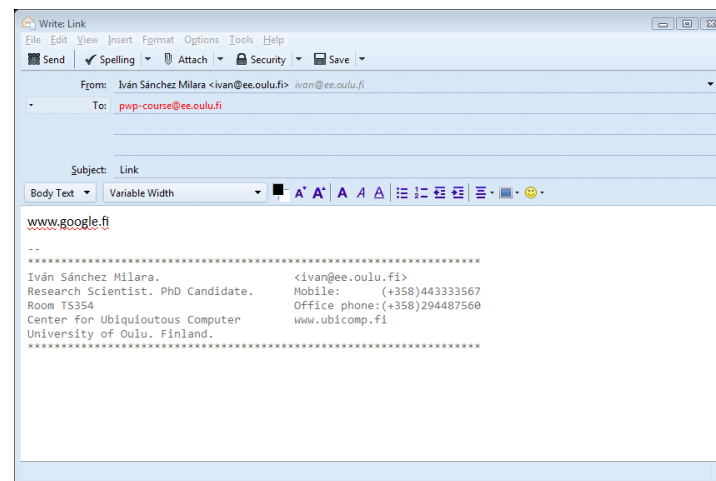 Write: Link
File Edit View Insert Format Options Tools Help
Send Spelling Attach Security Save
From: Iván Sánchez Milara <ivan@ee.oulu.fi> ivan@ee.oulu.fi
To: pwp-course@ee.oulu.fi
Subject: Link
Body Text Variable Width
www.google.fi
--
********************************************************************
Iván Sánchez Milara. <ivan@ee.oulu.fi>
Research Scientist. PhD Candidate. Mobile: (+358)443333567
Room TS354 Office phone:(+358)294487560
Center for Ubiquioutous Computer www.ubicomp.fi
University of Oulu. Finland.
********************************************************************